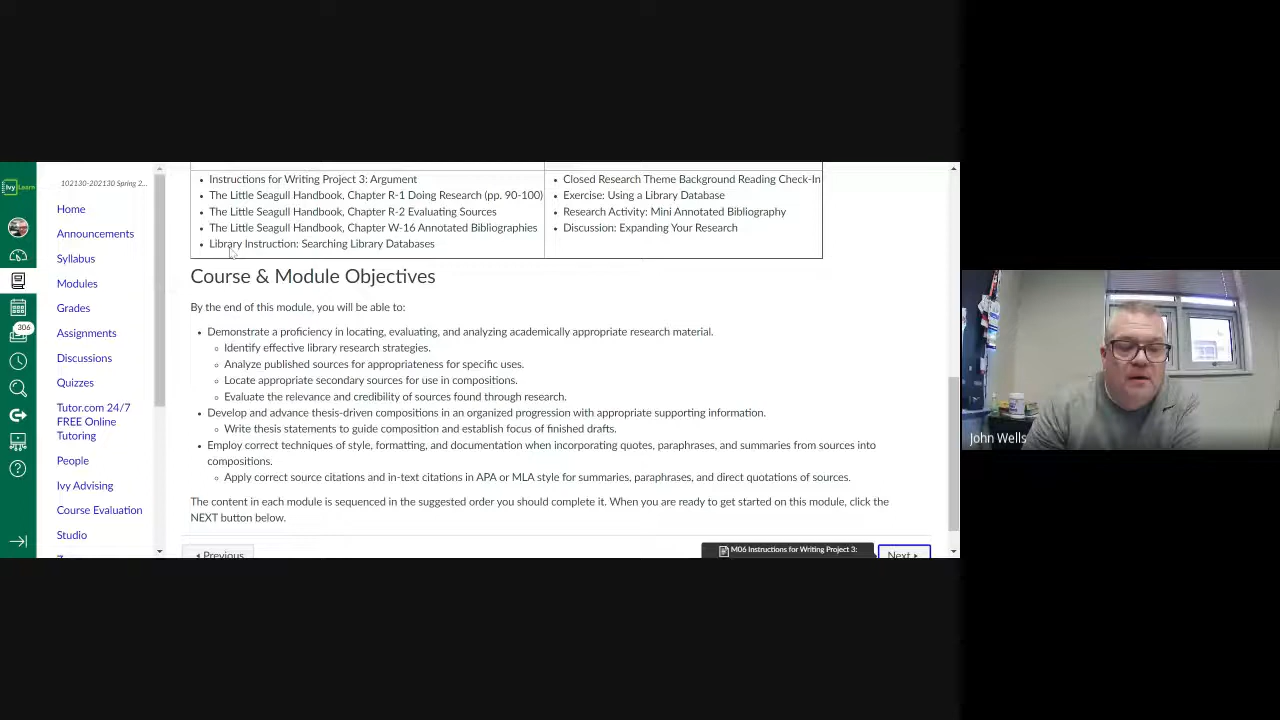 IvyLearn
306
102130-202130 Spring 2...
Home
Announcements
Syllabus
Modules
Grades
Assignments
Discussions
Quizzes
Tutor.com 24/7
FREE Online
Tutoring
People
Ivy Advising
Course Evaluation
Studio
Instructions for Writing Project 3: Argument
The Little Seagull Handbook, Chapter R-1 Doing Research (pp. 90-100)
The Little Seagull Handbook, Chapter R-2 Evaluating Sources
The Little Seagull Handbook, Chapter W-16 Annotated Bibliographies
Library Instruction: Searching Library Databases
Closed Research Theme Background Reading Check-In
Exercise: Using a Library Database
Research Activity: Mini Annotated Bibliography
Discussion: Expanding Your Research
Course & Module Objectives
By the end of this module, you will be able to:
Demonstrate a proficiency in locating, evaluating, and analyzing academically appropriate research material.
Identify effective library research strategies.
Analyze published sources for appropriateness for specific uses.
Locate appropriate secondary sources for use in compositions.
Evaluate the relevance and credibility of sources found through research.
Develop and advance thesis-driven compositions in an organized progression with appropriate supporting information.
Write thesis statements to guide composition and establish focus of finished drafts.
Employ correct techniques of style, formatting, and documentation when incorporating quotes, paraphrases, and summaries from sources into
compositions.
Apply correct source citations and in-text citations in APA or MLA style for summaries, paraphrases, and direct quotations of sources.
The content in each module is sequenced in the suggested order you should complete it. When you are ready to get started on this module, click the
NEXT button below.
Previous
M06 Instructions for Writing Project 3:
Next
John Wells